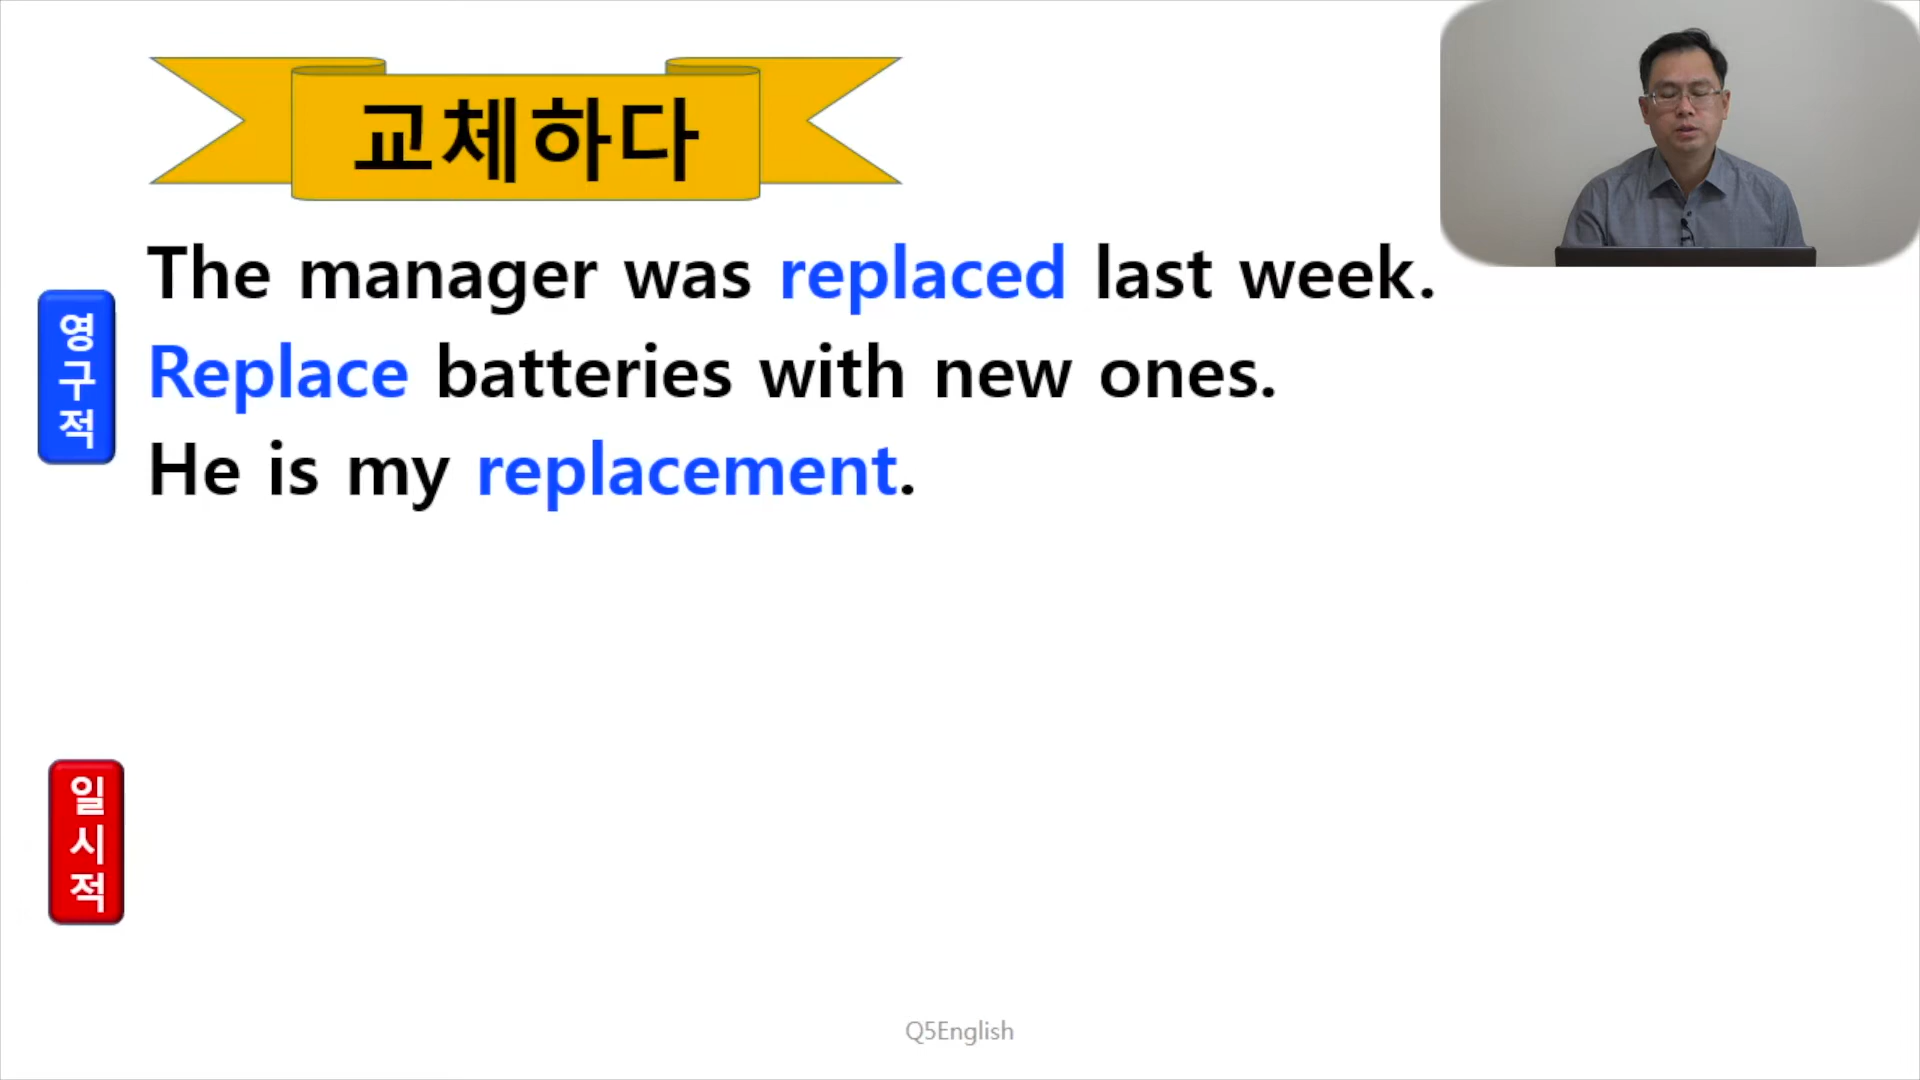 교체하다
The manager was replaced last week.
영구적
Replace batteries with new ones.
He is my replacement.
일시적
Q5English